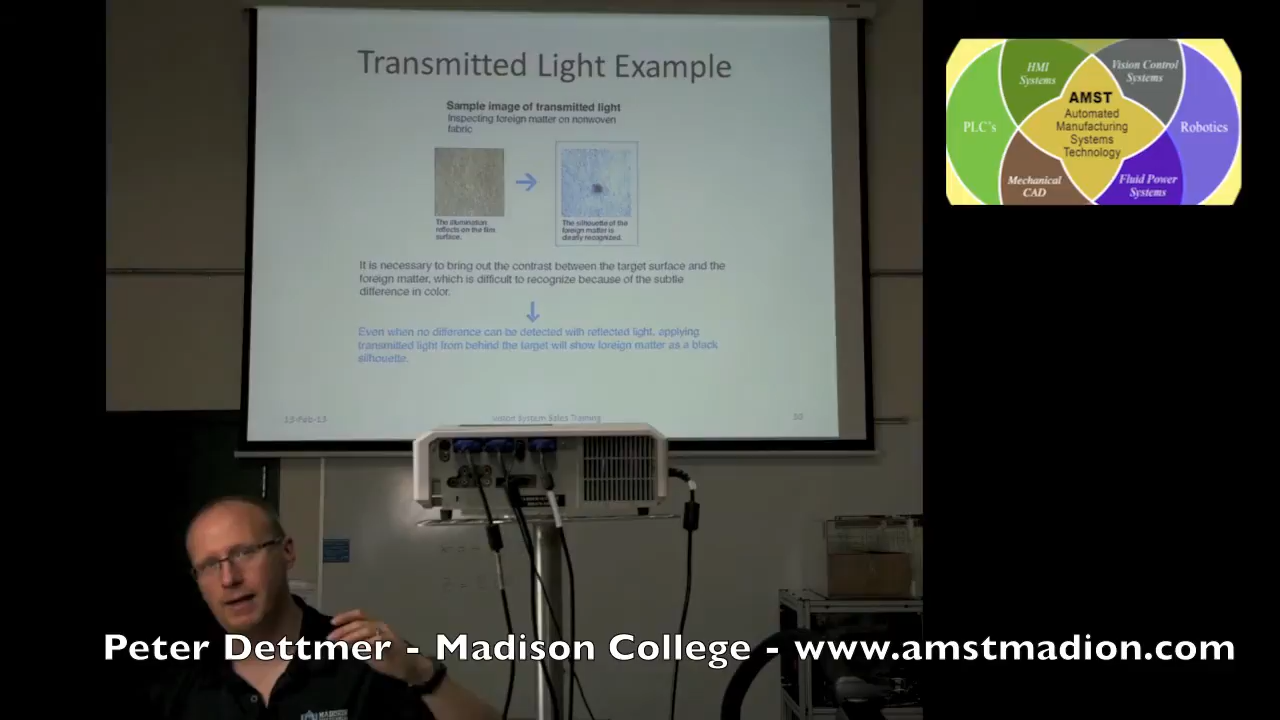 Transmitted Light Example
Sample image of transmitted light
Inspecting foreign matter on nonwoven
fabric
The illumination
reflects on the film
surface.
The silhouette of the
foreign matter is
clearly recognized.
It is necessary to bring out the contrast between the target surface and the
foreign matter, which is difficult to recognize because of the subtle
difference in color.
Even when no difference can be detected with reflected light, applying
transmitted light from behind the target will show foreign matter as a black
silhouette.
15-Feb-13
Vision System Sales Training
30
HMI
Systems
Vision Control
Systems
PLC's
AMST
Automated
Manufacturing
Systems
Technology
Robotics
Mechanical
CAD
Fluid Power
Systems
Peter Dettmer - Madison College - www.amstmadion.com